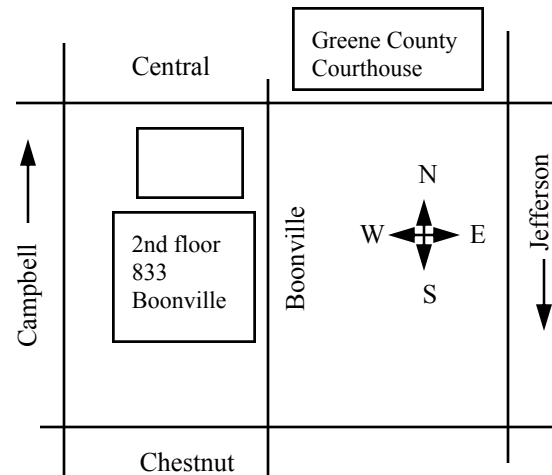 Greene County
Courthouse
Central
N
W
E
S
2nd floor
833
Boonville
Boonville
Campbell
Jefferson
Chestnut